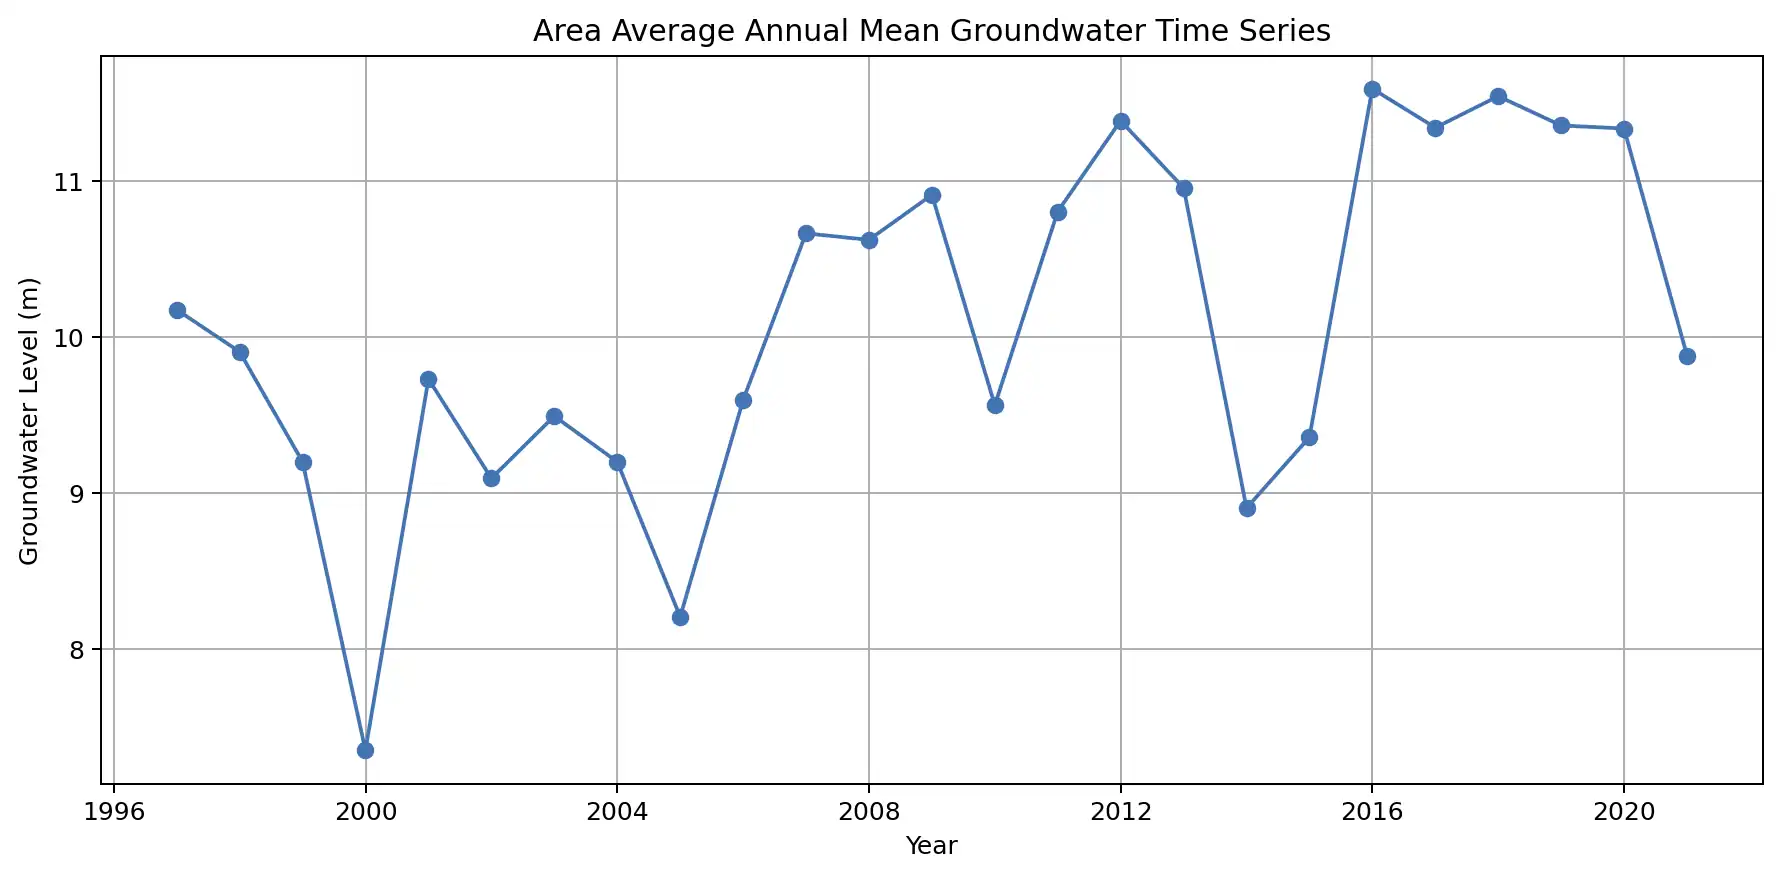 Area Average Annual Mean Groundwater Time Series
Groundwater Level (m)
11
10
9
8
1996 2000 2004 2008 2012 2016 2020
Year